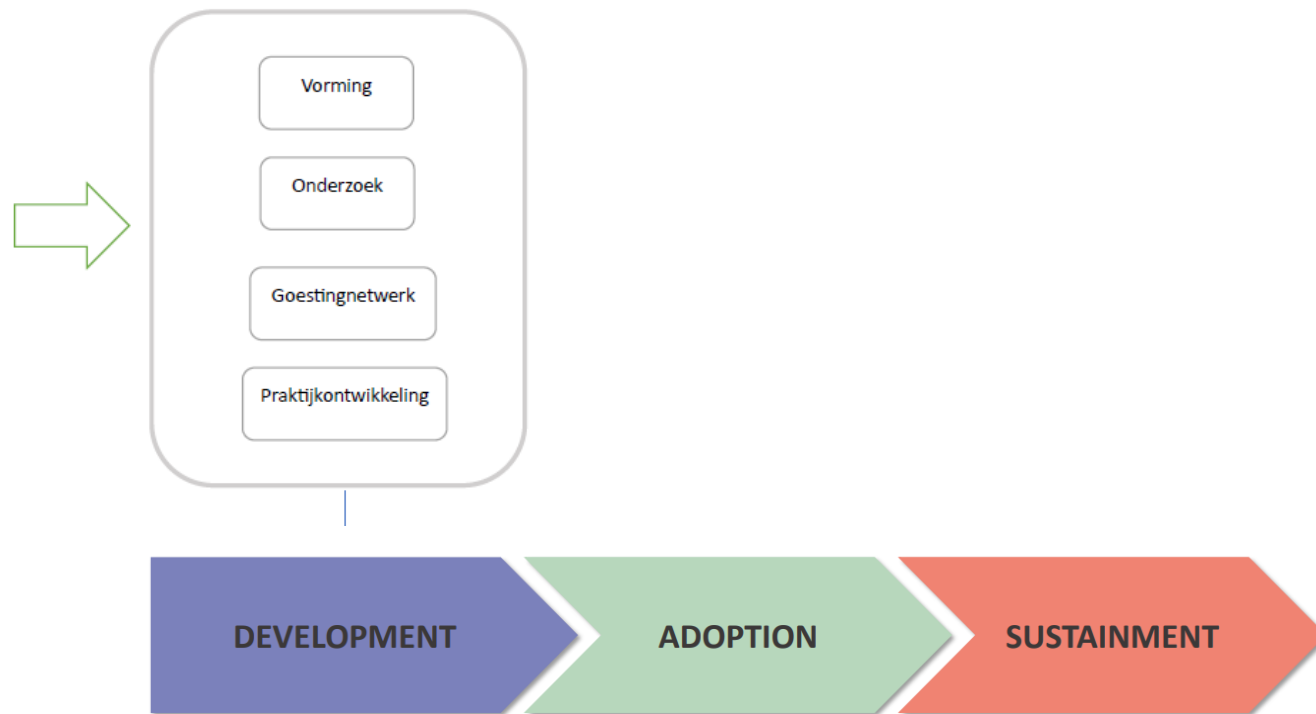 Vorming
Onderzoek
Goestingnetwerk
Praktijkontwikkeling
DEVELOPMENT
ADOPTION
SUSTAINMENT